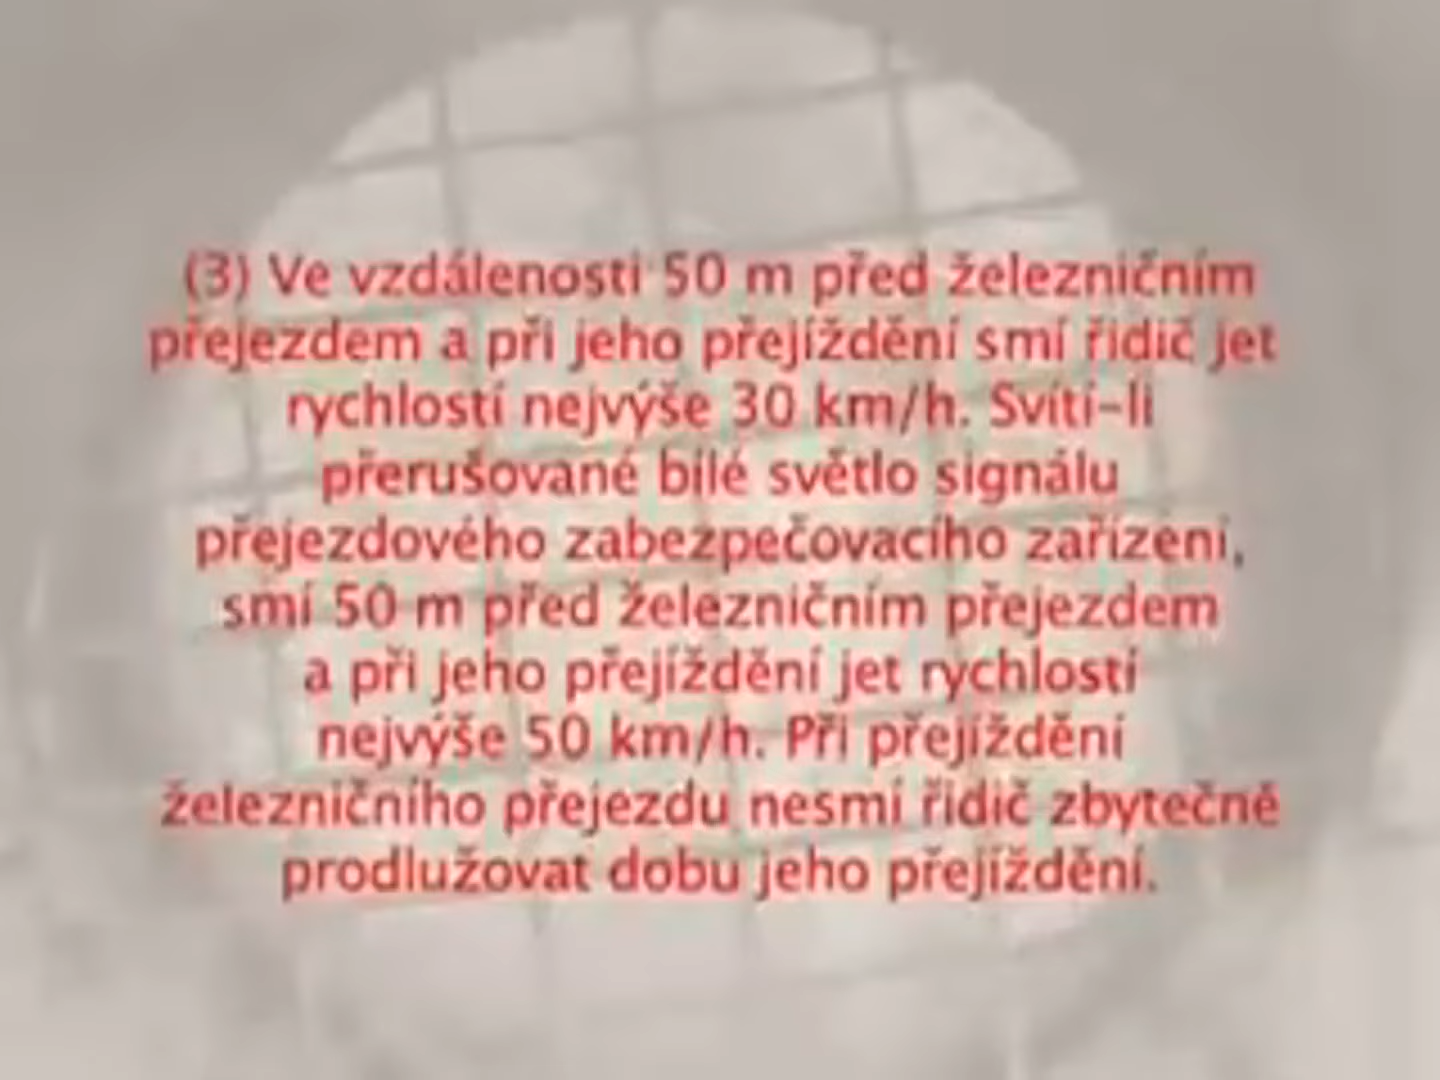 (3) Ve vzdálenosti 50 m před železničním
přejezdem a při jeho přejíždění smí řidič jet
rychlostí nejvýše 30 km/h. Svítí-li
přerušované bílé světlo signálu
přejezdového zabezpečovacího zařízení,
smí 50 m před železničním přejezdem
a při jeho přejíždění jet rychlostí
nejvýše 50 km/h. Při přejíždění
železničního přejezdu nesmí řidič zbytečně
prodlužovat dobu jeho přejíždění.